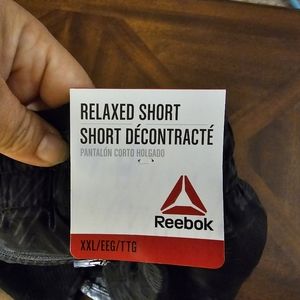 RELAXED SHORT
SHORT DÉCONTRACTÉ
PANTALÓN CORTO HOLGADO
Reebok
XXL/EEG/TTG